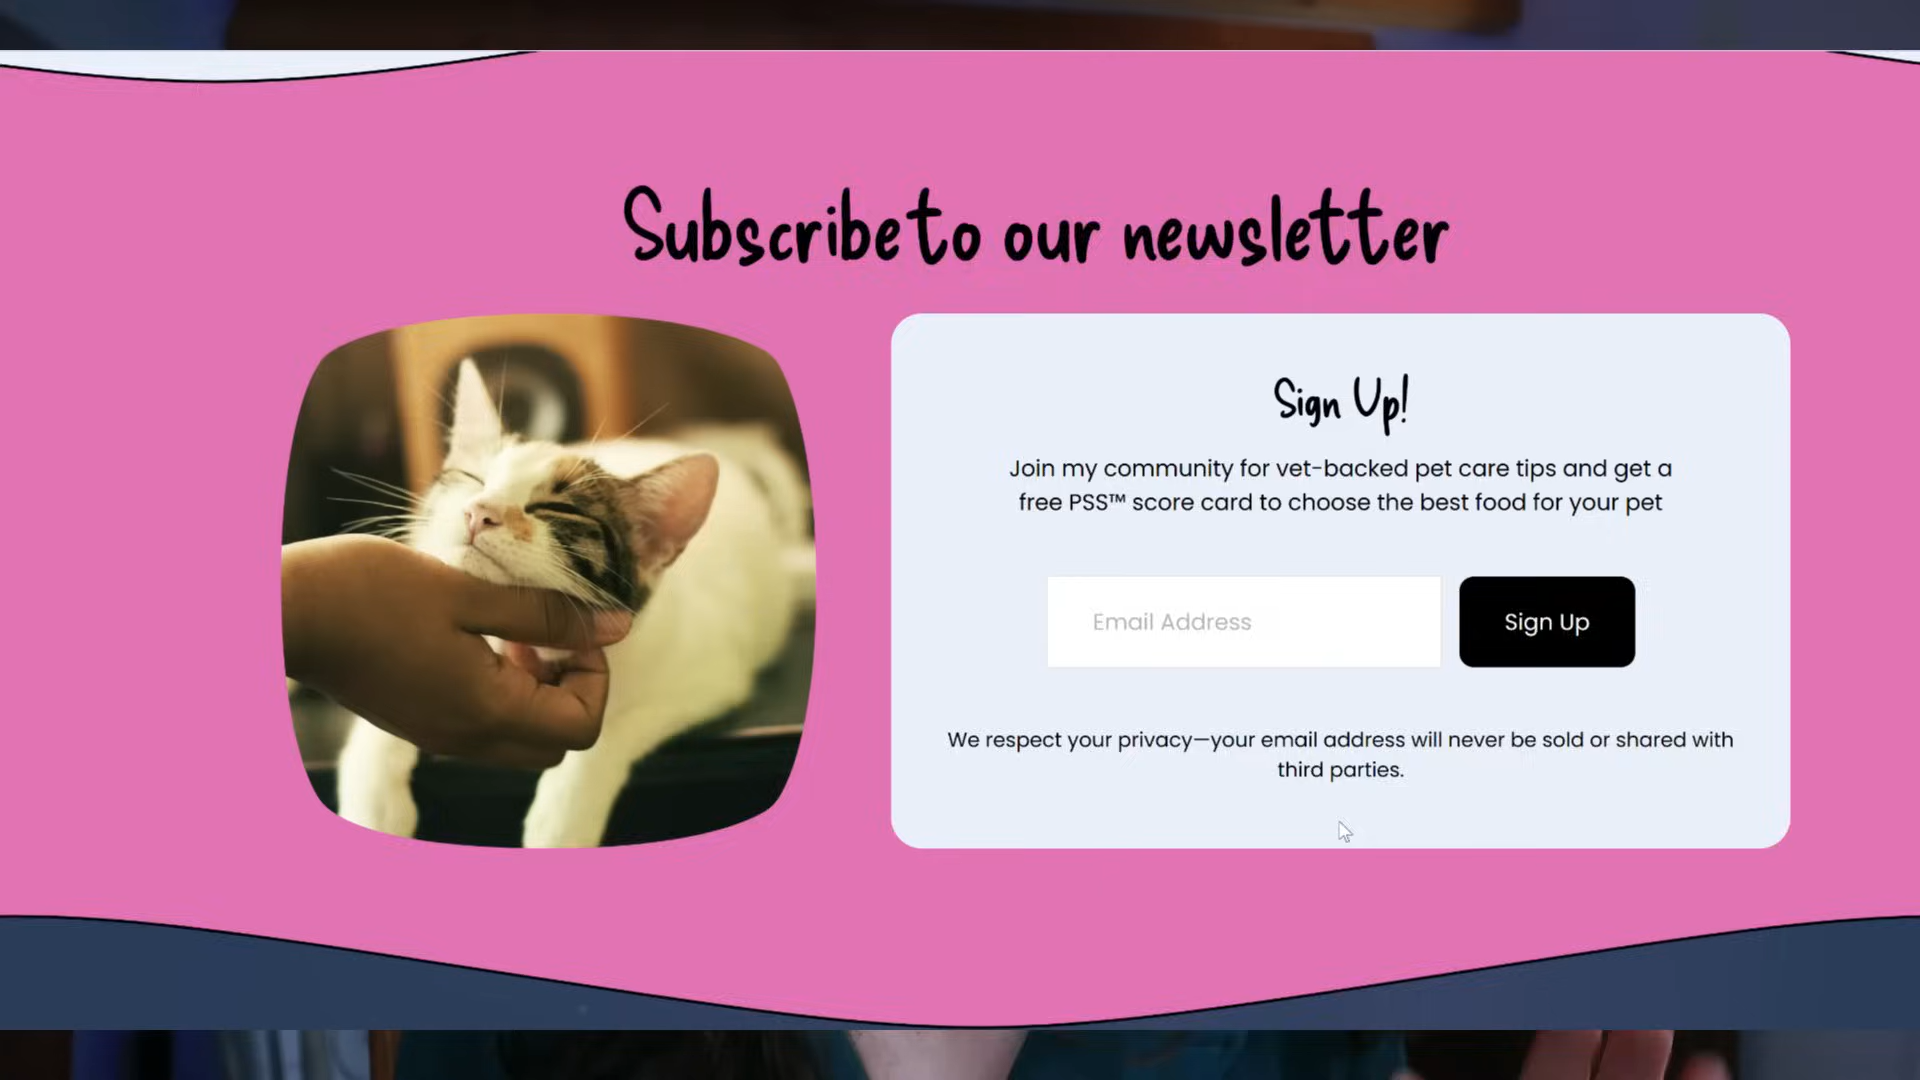 Subscribe to our newsletter
Sign Up!
Join my community for vet-backed pet care tips and get a
free PSS™ score card to choose the best food for your pet
Email Address
Sign Up
We respect your privacy—your email address will never be sold or shared with
third parties.